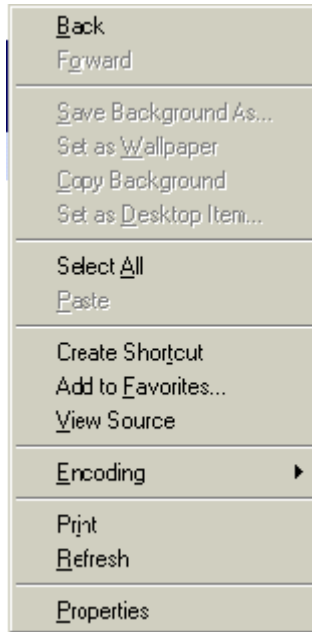 Back
Forward
Save Background As...
Set as Wallpaper
Copy Background
Set as Desktop Item...
Select All
Paste
Create Shortcut
Add to Favorites...
View Source
Encoding
Print
Refresh
Properties